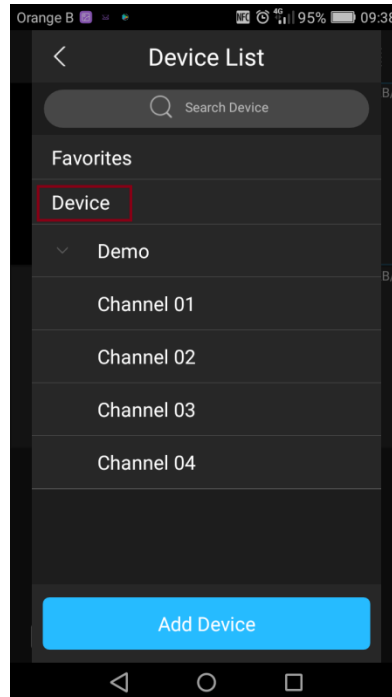 Orange B NFC 4G 95% 09:38
Device List
Search Device
Favorites
Device
Demo
Channel 01
Channel 02
Channel 03
Channel 04
Add Device